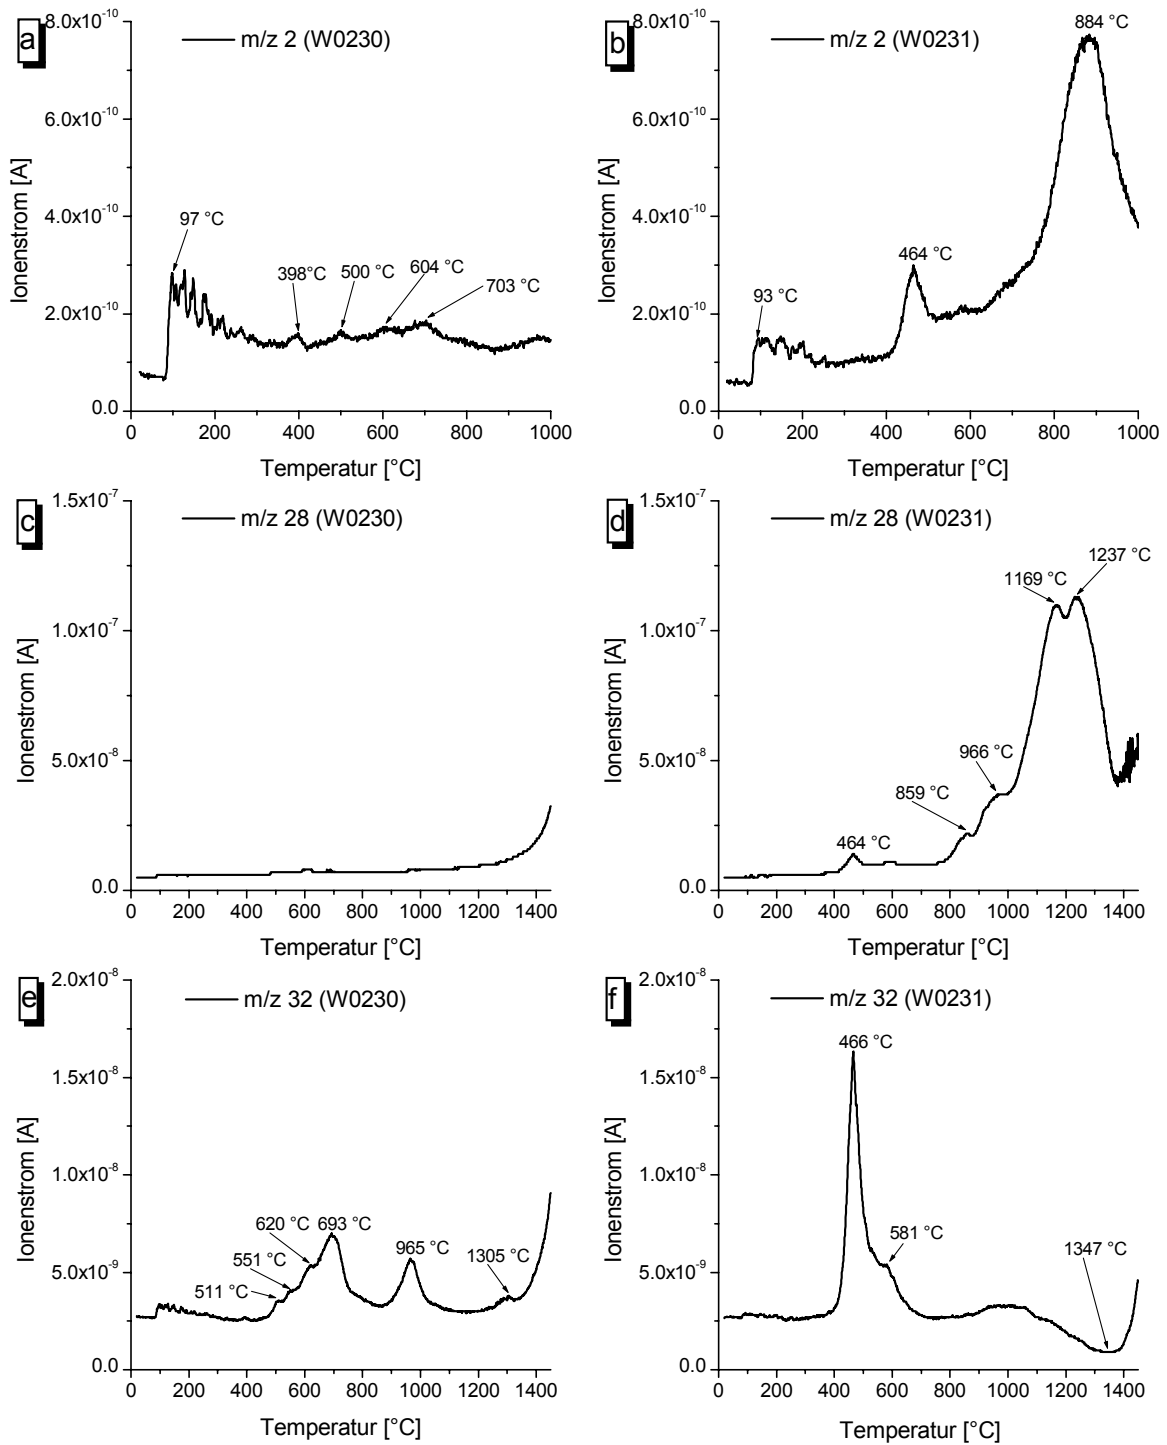 a
8.0x10-10
m/z 2 (W0230)
6.0x10-10
4.0x10-10
2.0x10-10
0.0
97 °C
398°C
500 °C
604 °C
703 °C
0 200 400 600 800 1000
Temperatur [°C]
Ionenstrom [A]
b
8.0x10-10
m/z 2 (W0231)
884 °C
6.0x10-10
4.0x10-10
2.0x10-10
0.0
93 °C
464 °C
0 200 400 600 800 1000
Temperatur [°C]
Ionenstrom [A]
c
1.5x10-7
m/z 28 (W0230)
1.0x10-7
5.0x10-8
0.0
0 200 400 600 800 1000 1200 1400
Temperatur [°C]
Ionenstrom [A]
d
1.5x10-7
m/z 28 (W0231)
1237 °C
1169 °C
1.0x10-7
966 °C
5.0x10-8
859 °C
464 °C
0.0
0 200 400 600 800 1000 1200 1400
Temperatur [°C]
Ionenstrom [A]
e
2.0x10-8
m/z 32 (W0230)
1.5x10-8
1.0x10-8
620 °C 693 °C
551 °C
965 °C
1305 °C
511 °C
5.0x10-9
0.0
0 200 400 600 800 1000 1200 1400
Temperatur [°C]
Ionenstrom [A]
f
2.0x10-8
m/z 32 (W0231)
466 °C
1.5x10-8
1.0x10-8
581 °C
1347 °C
5.0x10-9
0.0
0 200 400 600 800 1000 1200 1400
Temperatur [°C]
Ionenstrom [A]